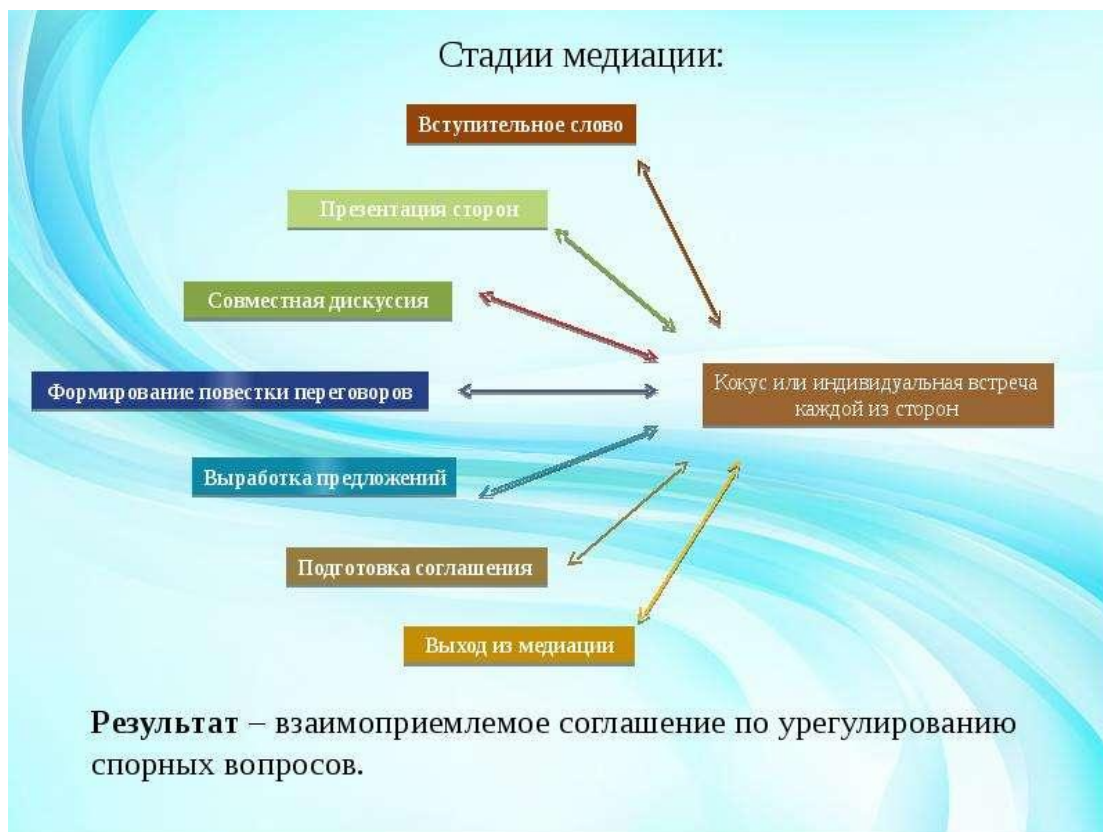 Стадии медиации:
Вступительное слово
Презентация сторон
Совместная дискуссия
Формирование повестки переговоров
Кокус или индивидуальная встреча
каждой из сторон
Выработка предложений
Подготовка соглашения
Выход из медиации
Результат – взаимоприемлемое соглашение по урегулированию
спорных вопросов.